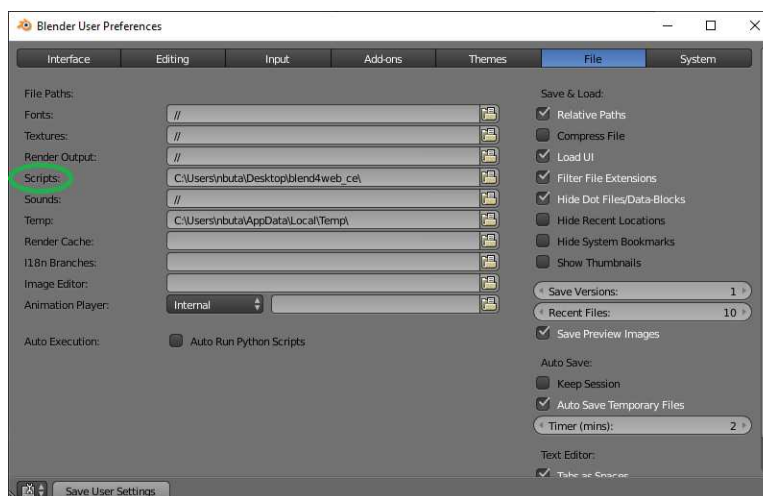 Blender User Preferences
Interface Editing Input Add-ons Themes File System
File Paths:
Fonts: //
Textures: //
Render Output: //
Scripts: C:\Users\nbuta\Desktop\blend4web_ce\
Sounds: //
Temp: C:\Users\nbuta\AppData\Local\Temp\
Render Cache:
I18n Branches:
Image Editor:
Animation Player: Internal
Auto Execution: Auto Run Python Scripts
Save & Load:
Relative Paths
Compress File
Load UI
Filter File Extensions
Hide Dot Files/Data-Blocks
Hide Recent Locations
Hide System Bookmarks
Show Thumbnails
Save Versions: 1
Recent Files: 10
Save Preview Images
Auto Save:
Keep Session
Auto Save Temporary Files
Timer (mins): 2
Text Editor:
Tabs as Spaces
Save User Settings